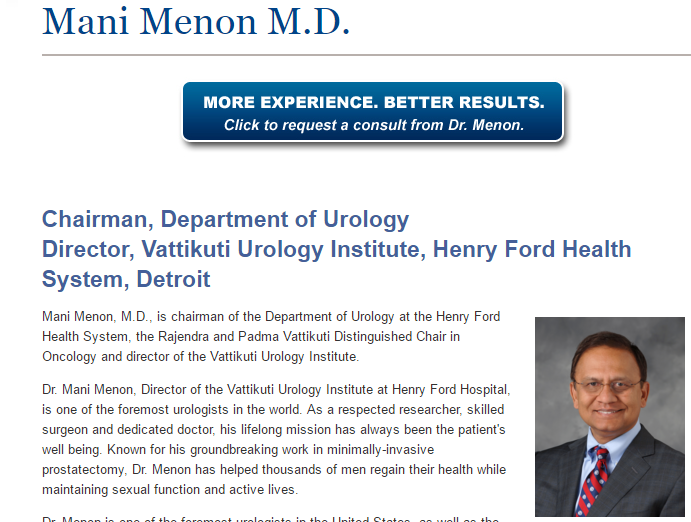 Mani Menon M.D.
MORE EXPERIENCE. BETTER RESULTS.
Click to request a consult from Dr. Menon.
Chairman, Department of Urology
Director, Vattikuti Urology Institute, Henry Ford Health
System, Detroit
Mani Menon, M.D., is chairman of the Department of Urology at the Henry Ford
Health System, the Rajendra and Padma Vattikuti Distinguished Chair in
Oncology and director of the Vattikuti Urology Institute.
Dr. Mani Menon, Director of the Vattikuti Urology Institute at Henry Ford Hospital,
is one of the foremost urologists in the world. As a respected researcher, skilled
surgeon and dedicated doctor, his lifelong mission has always been the patient's
well being. Known for his groundbreaking work in minimally-invasive
prostatectomy, Dr. Menon has helped thousands of men regain their health while
maintaining sexual function and active lives.
Dr. Menon is one of the foremost urologists in the United States, as well as the